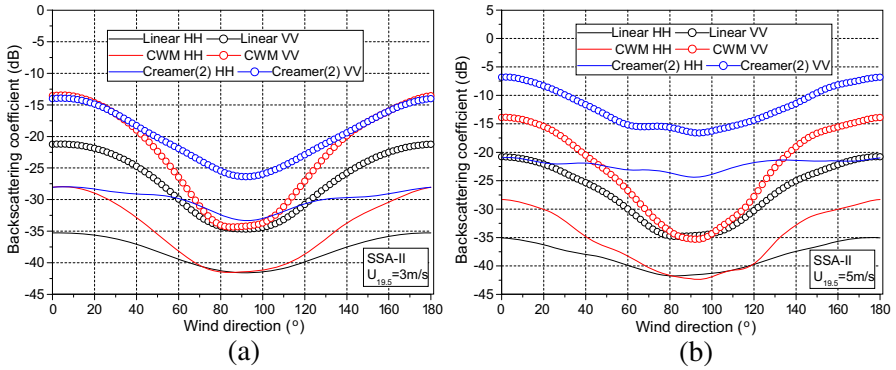 Linear HH Linear VV
CWM HH CWM VV
Creamer(2) HH Creamer(2) VV
Backscattering coefficient (dB)
5
0
-5
-10
-15
-20
-25
-30
-35
-40
-45
SSA-II
U19.5=3m/s
0 20 40 60 80 100 120 140 160 180
Wind direction (°)
(a)
Linear HH Linear VV
CWM HH CWM VV
Creamer(2) HH Creamer(2) VV
Backscattering coefficient (dB)
5
0
-5
-10
-15
-20
-25
-30
-35
-40
-45
SSA-II
U19.5=5m/s
0 20 40 60 80 100 120 140 160 180
Wind direction (°)
(b)